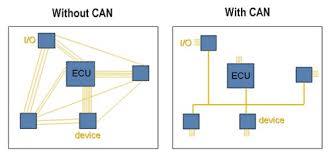 Without CAN
With CAN
I/O
ECU
device
I/O
ECU
device